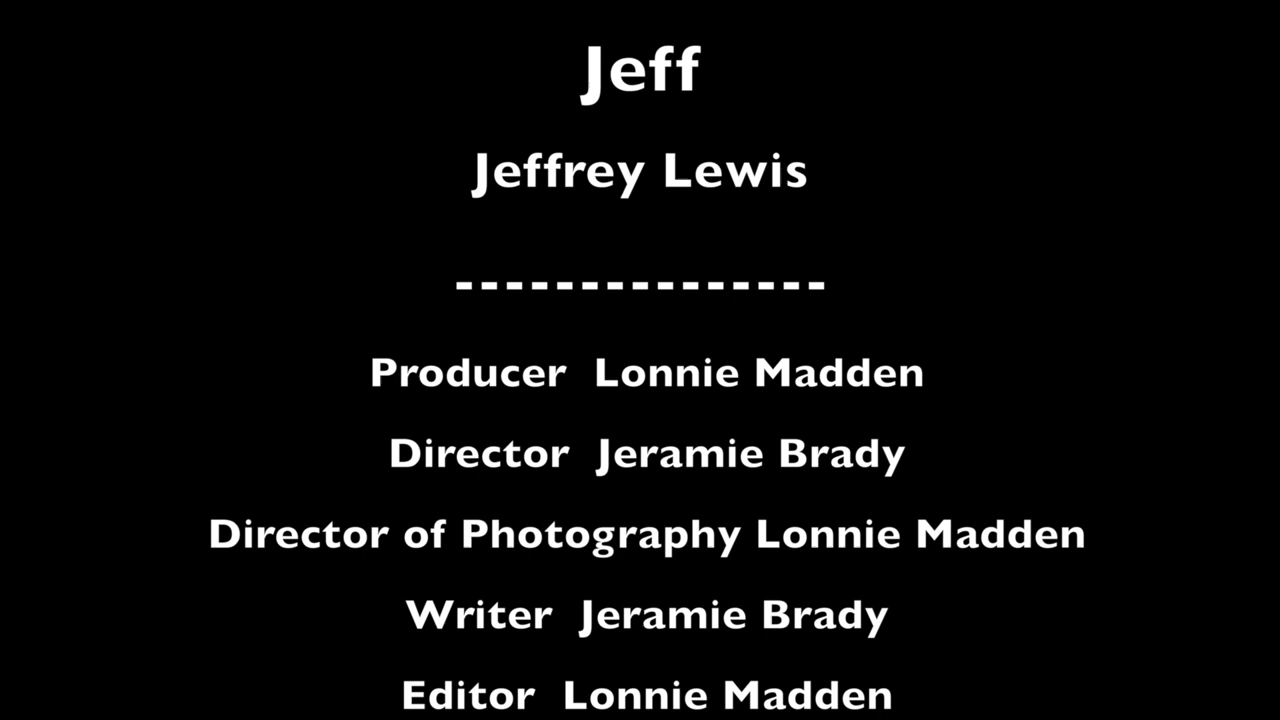 Jeff
Jeffrey Lewis
---------------
Producer  Lonnie Madden
Director  Jeramie Brady
Director of Photography Lonnie Madden
Writer  Jeramie Brady
Editor  Lonnie Madden